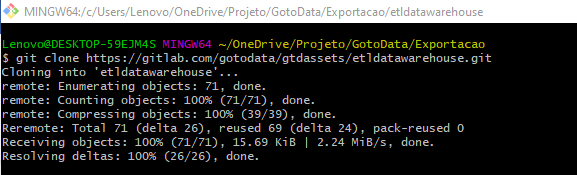 MINGW64:/c/Users/Lenovo/OneDrive/Projeto/GotoData/Exportacao/etldatawarehouse
Lenovo@DESKTOP-59EJM4S MINGW64 ~/OneDrive/Projeto/GotoData/Exportacao
$ git clone https://gitlab.com/gotodata/gtdassets/etldatawarehouse.git
Cloning into 'etldatawarehouse'...
remote: Enumerating objects: 71, done.
remote: Counting objects: 100% (71/71), done.
remote: Compressing objects: 100% (39/39), done.
Reremote: Total 71 (delta 26), reused 69 (delta 24), pack-reused 0
Receiving objects: 100% (71/71), 15.69 KiB | 2.24 MiB/s, done.
Resolving deltas: 100% (26/26), done.